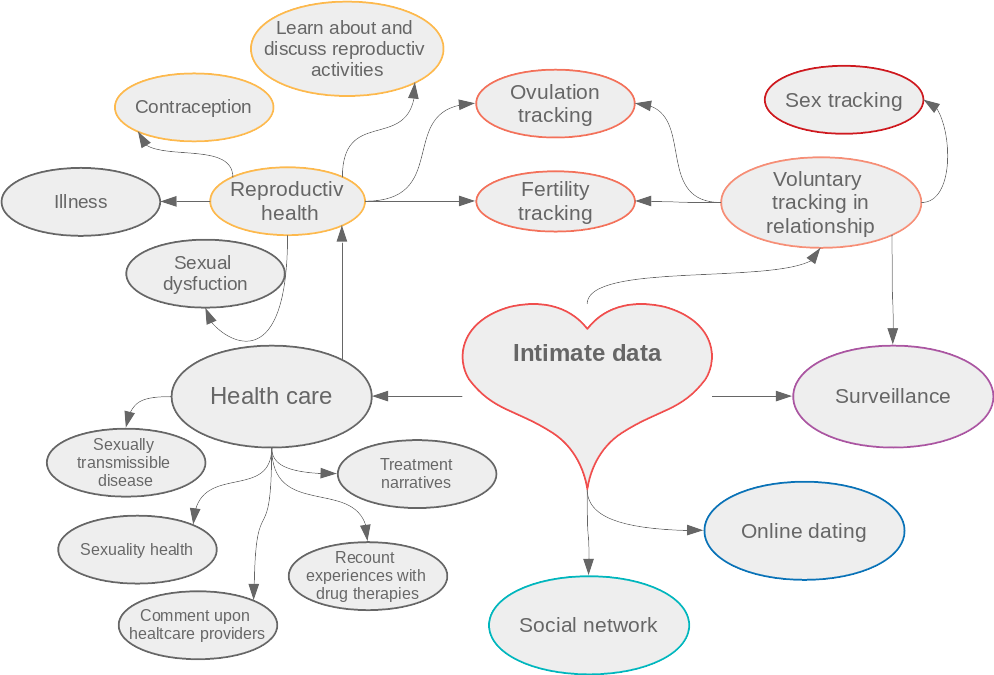 Learn about and
discuss reproductiv
activities
Contraception
Ovulation
tracking
Sex tracking
Illness
Reproductiv
health
Fertility
tracking
Voluntary
tracking in
relationship
Sexual
dysfuction
Intimate data
Health care
Surveillance
Sexually
transmissible
disease
Treatment
narratives
Online dating
Sexuality health
Recount
experiences with
drug therapies
Comment upon
healtcare providers
Social network